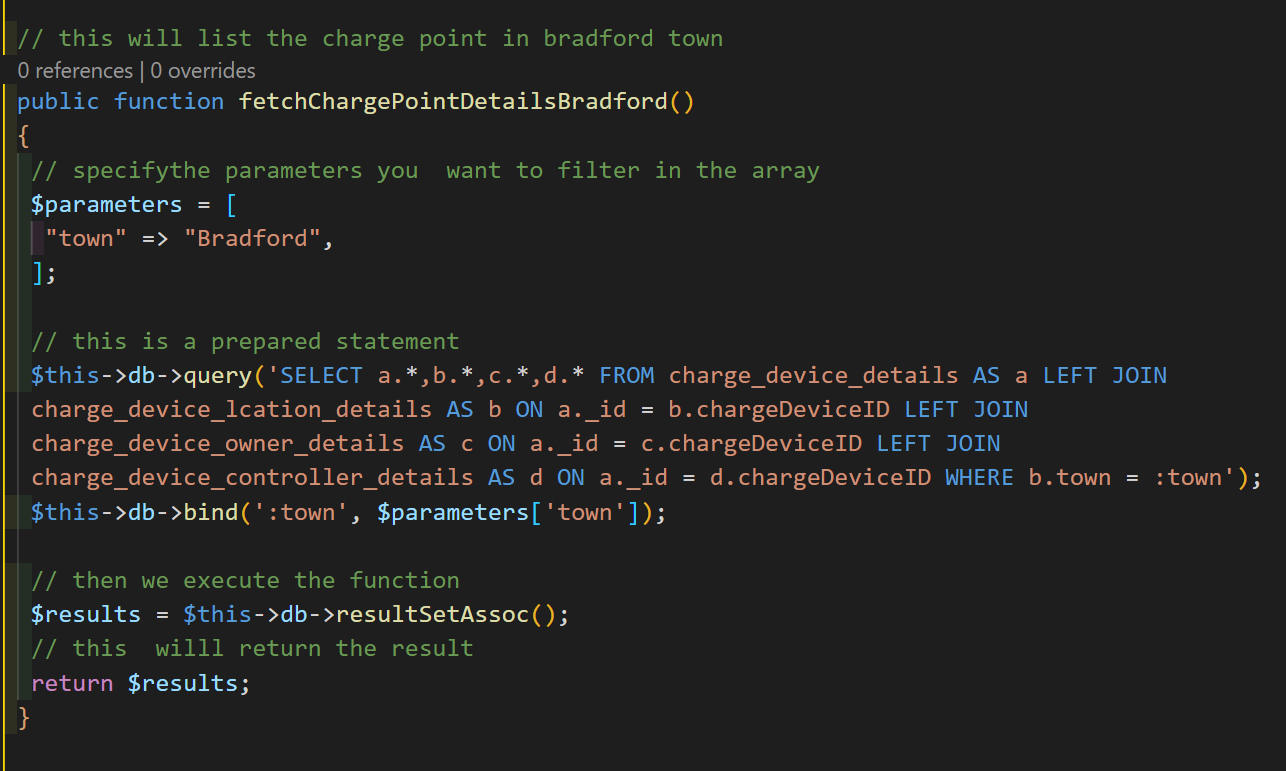 // this will list the charge point in bradford town
0 references | 0 overrides
public function fetchChargePointDetailsBradford()
{
// specifythe parameters you  want to filter in the array
$parameters = [
"town" => "Bradford",
];
// this is a prepared statement
$this->db->query('SELECT a.*,b.*,c.*,d.* FROM charge_device_details AS a LEFT JOIN
charge_device_lcation_details AS b ON a._id = b.chargeDeviceID LEFT JOIN
charge_device_owner_details AS c ON a._id = c.chargeDeviceID LEFT JOIN
charge_device_controller_details AS d ON a._id = d.chargeDeviceID WHERE b.town = :town');
$this->db->bind(':town', $parameters['town']);
// then we execute the function
$results = $this->db->resultSetAssoc();
// this  willl return the result
return $results;
}